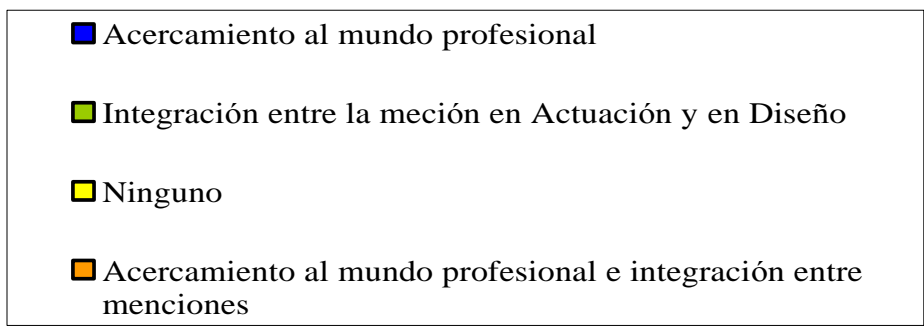 Acercamiento al mundo profesional
Integración entre la meción en Actuación y en Diseño
Ninguno
Acercamiento al mundo profesional e integración entre
menciones